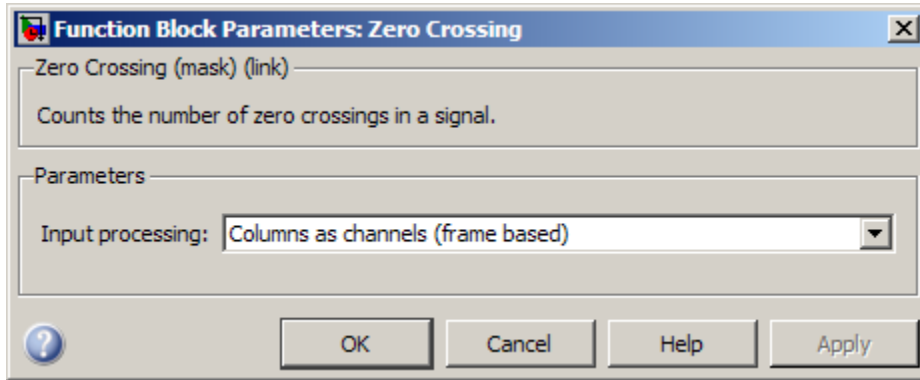 Function Block Parameters: Zero Crossing
Zero Crossing (mask) (link)
Counts the number of zero crossings in a signal.
Parameters
Input processing: Columns as channels (frame based)
OK Cancel Help Apply